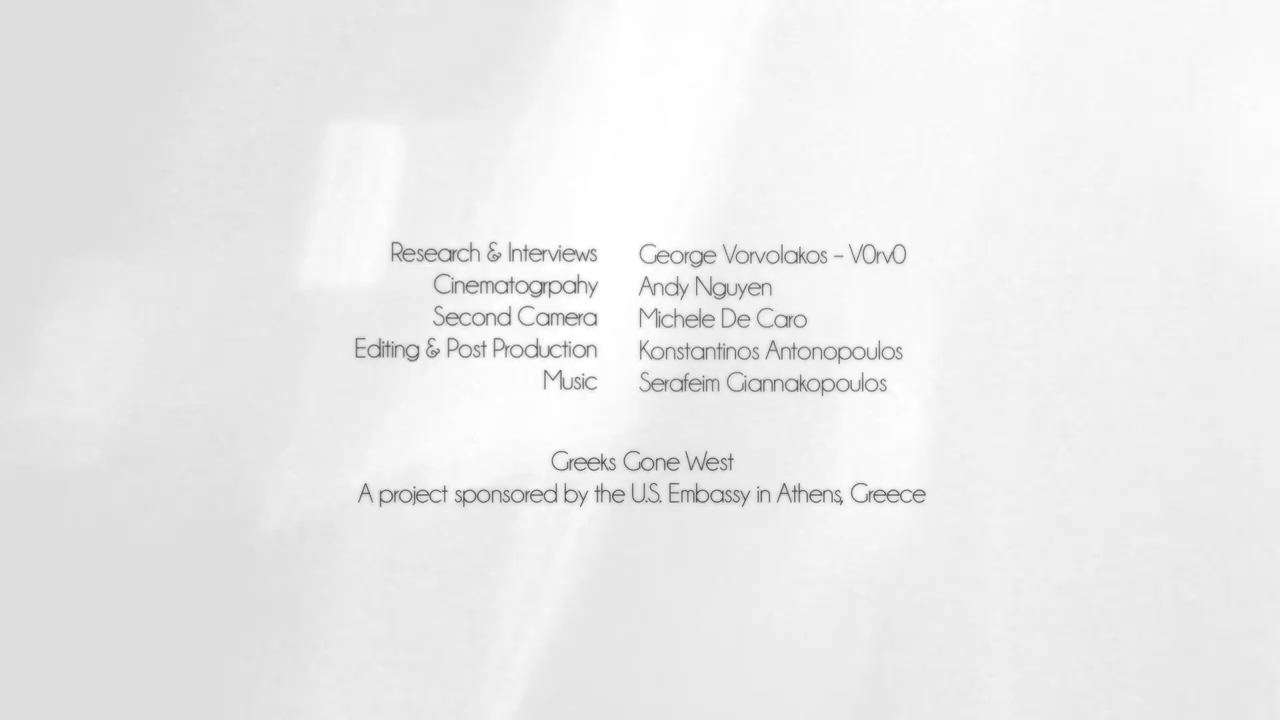 Research & Interviews George Vorvolakos – V0rv0
Cinematogrpahy Andy Nguyen
Second Camera Michele De Caro
Editing & Post Production Konstantinos Antonopoulos
Music Serafeim Giannakopoulos
Greeks Gone West
A project sponsored by the U.S. Embassy in Athens, Greece